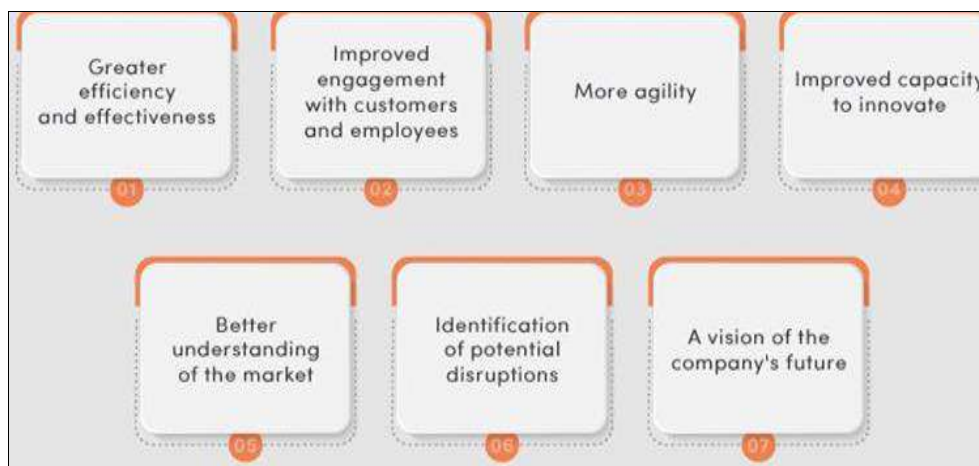 Greater
efficiency
and effectiveness
01
Improved
engagement
with customers
and employees
02
More agility
03
Improved capacity
to innovate
04
Better
understanding
of the market
05
Identification
of potential
disruptions
06
A vision of the
company's future
07